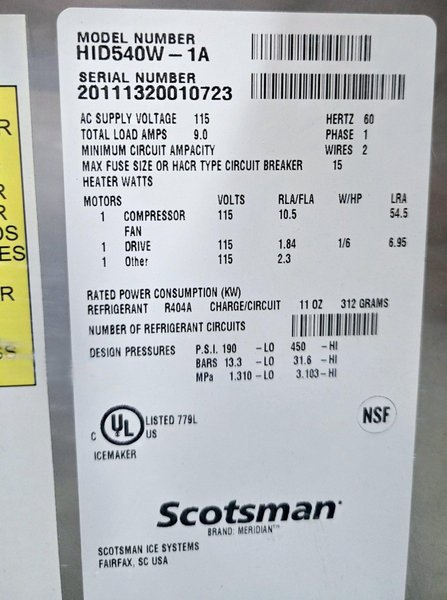 MODEL NUMBER
HID540W-1A
SERIAL NUMBER
20111320010723
AC SUPPLY VOLTAGE 115 HERTZ 60
TOTAL LOAD AMPS 9.0 PHASE 1
MINIMUM CIRCUIT AMPACITY WIRES 2
MAX FUSE SIZE OR HACR TYPE CIRCUIT BREAKER 15
HEATER WATTS
MOTORS VOLTS RLA/FLA W/HP LRA
1 COMPRESSOR 115 10.5 54.5
FAN
1 DRIVE 115 1.84 1/6 6.95
1 Other 115 2.3
RATED POWER CONSUMPTION (KW)
REFRIGERANT R404A CHARGE/CIRCUIT 11 OZ 312 GRAMS
NUMBER OF REFRIGERANT CIRCUITS
DESIGN PRESSURES P.S.I. 190 -LO 450 -HI
BARS 13.3 -LO 31.6 -HI
MPa 1.310-LO 3.103-HI
C UL US LISTED 779L
ICEMAKER
NSF
Scotsman
BRAND: MERIDIAN™
SCOTSMAN ICE SYSTEMS
FAIRFAX, SC USA